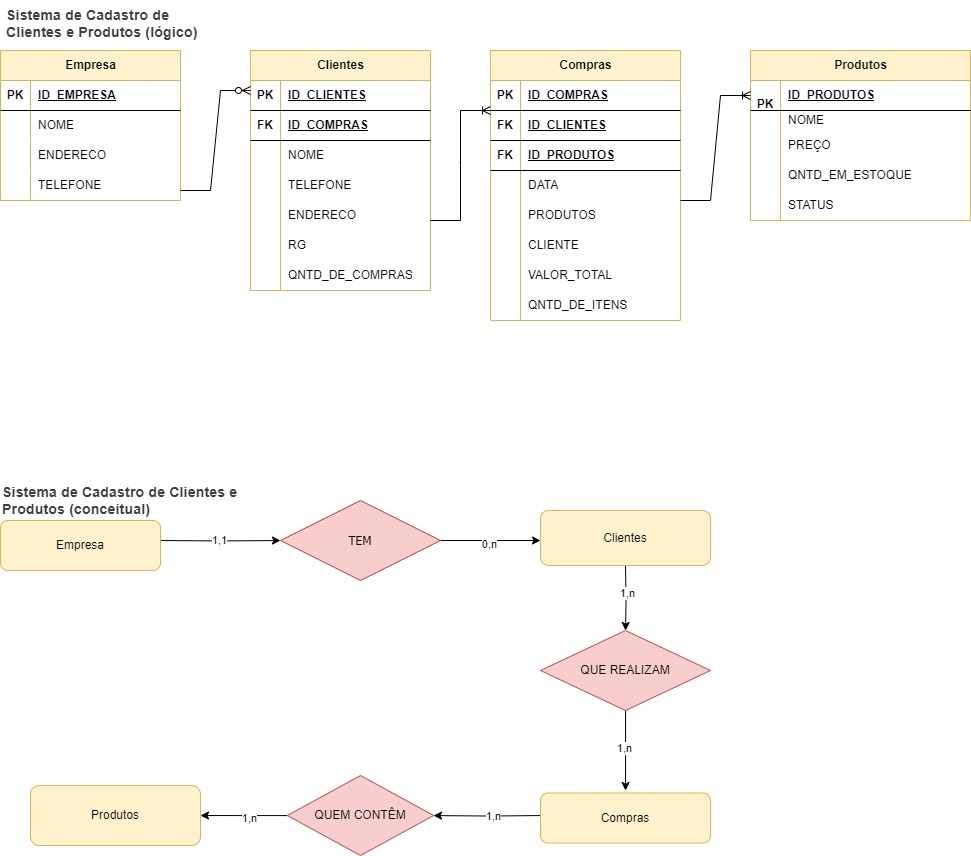 Sistema de Cadastro de
Clientes e Produtos (lógico)
Empresa
PK ID_EMPRESA
NOME
ENDERECO
TELEFONE
Clientes
PK ID_CLIENTES
FK ID_COMPRAS
NOME
TELEFONE
ENDERECO
RG
QNTD_DE_COMPRAS
Compras
PK ID_COMPRAS
FK ID_CLIENTES
FK ID_PRODUTOS
DATA
PRODUTOS
CLIENTE
VALOR_TOTAL
QNTD_DE_ITENS
Produtos
PK ID_PRODUTOS
NOME
PREÇO
QNTD_EM_ESTOQUE
STATUS
Sistema de Cadastro de Clientes e
Produtos (conceitual)
Empresa
1,1
TEM
0,n
Clientes
1,n
QUE REALIZAM
1,n
Compras
1,n
QUEM CONTÊM
1,n
Produtos